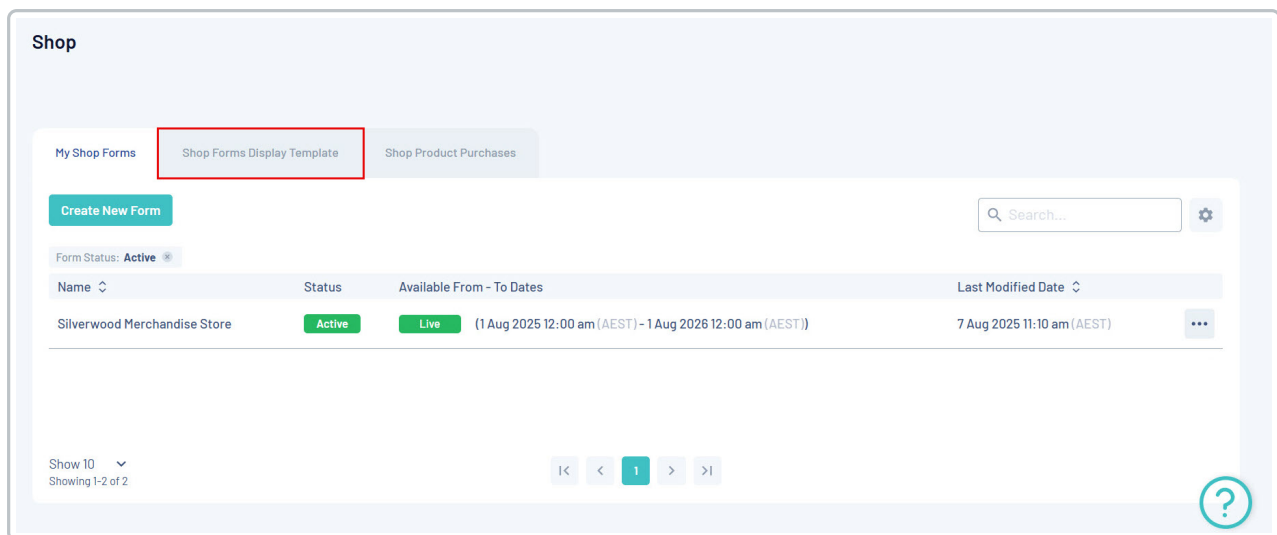 Shop
My Shop Forms Shop Forms Display Template Shop Product Purchases
Create New Form Search...
Form Status: Active
Name Status Available From - To Dates Last Modified Date
Silverwood Merchandise Store Active Live (1 Aug 2025 12:00 am (AEST) - 1 Aug 2026 12:00 am (AEST)) 7 Aug 2025 11:10 am (AEST)
Show 10
1
Showing 1-2 of 2
?